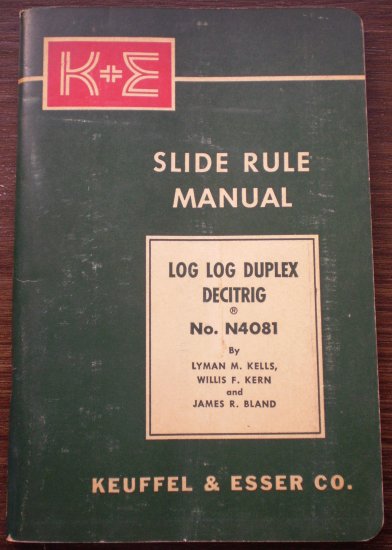 K+E
SLIDE RULE
MANUAL
LOG LOG DUPLEX
DECITRIG
®
No. N4081
By
LYMAN M. KELLS,
WILLIS F. KERN
and
JAMES R. BLAND
KEUFFEL & ESSER CO.